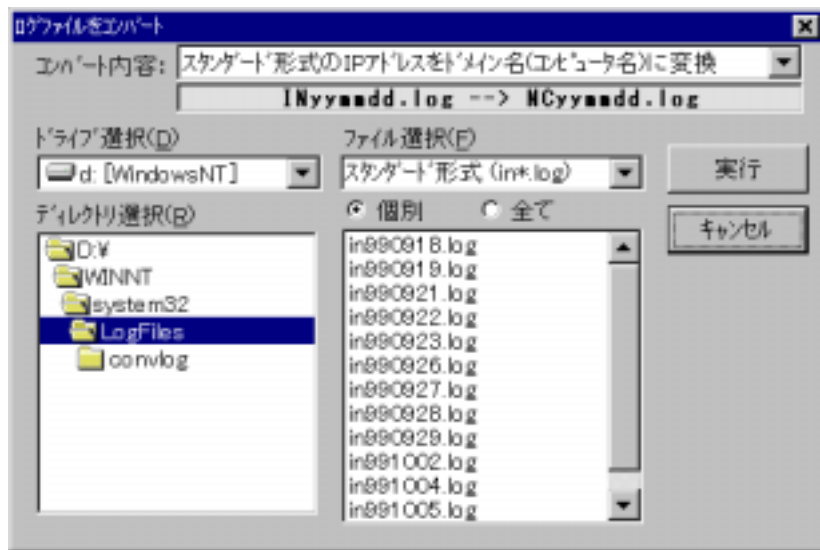 ログファイルをコンバート
コンバート内容:
スタンダード形式のIPアドレスをドメイン名(コンピュータ名)に変換
INyymmdd.log --> NCyymmdd.log
ドライブ選択(D)
d: [WindowsNT]
ディレクトリ選択(R)
D:¥
WINNT
system32
LogFiles
convlog
ファイル選択(F)
スタンダード形式 (in*.log)
個別
全て
in990918.log
in990919.log
in990921.log
in990922.log
in990923.log
in990926.log
in990927.log
in990928.log
in990929.log
in991002.log
in991004.log
in991005.log
実行
キャンセル